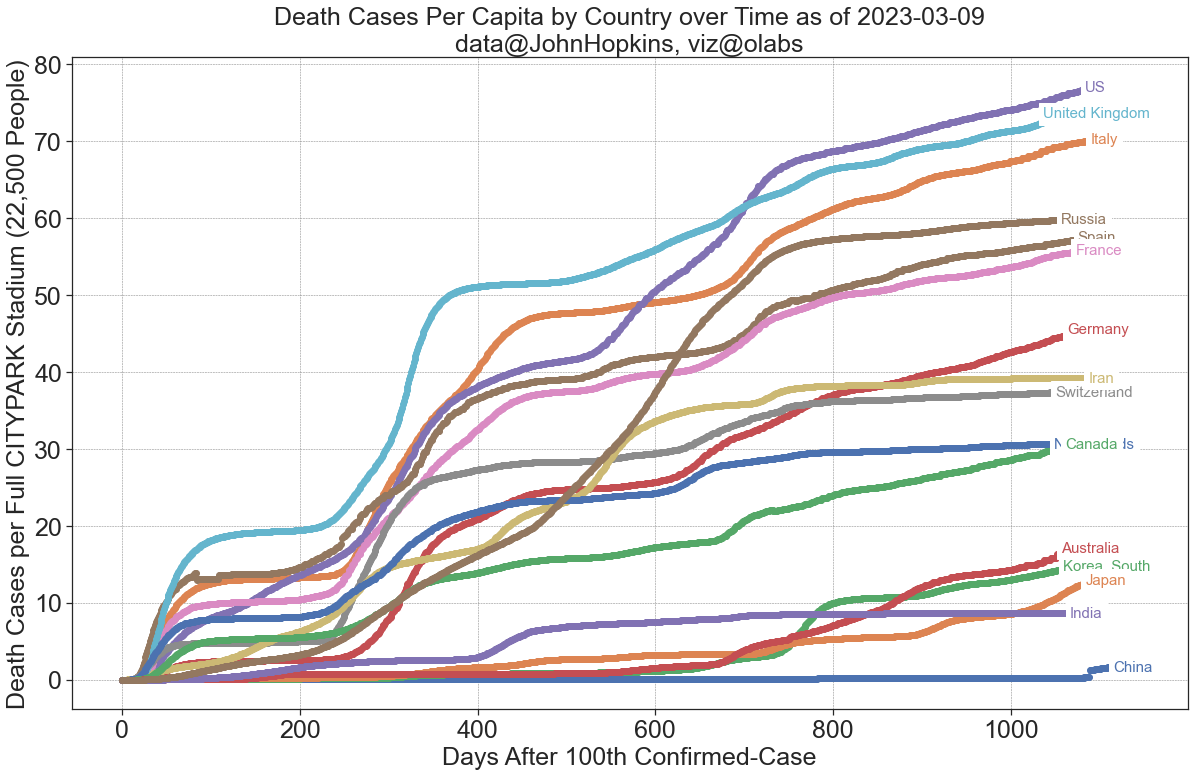 Death Cases Per Capita by Country over Time as of 2023-03-09
data@JohnHopkins, viz@olabs
Death Cases per Full CITYPARK Stadium (22,500 People)
80
70
60
50
40
30
20
10
0
US
United Kingdom
Italy
Russia
Spain
France
Germany
Iran
Switzerland
Canada
Australia
Korea, South
Japan
India
China
0 200 400 600 800 1000
Days After 100th Confirmed-Case